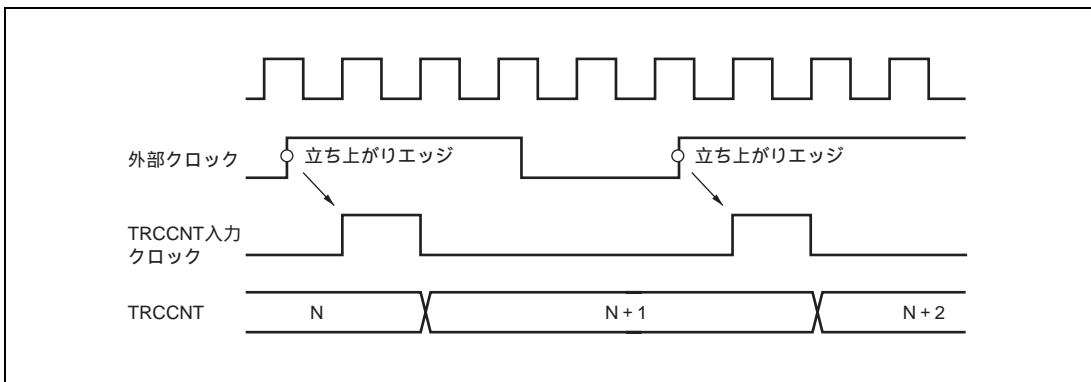 外部クロック
立ち上がりエッジ
立ち上がりエッジ
TRCCNT入力
クロック
TRCCNT
N
N + 1
N + 2